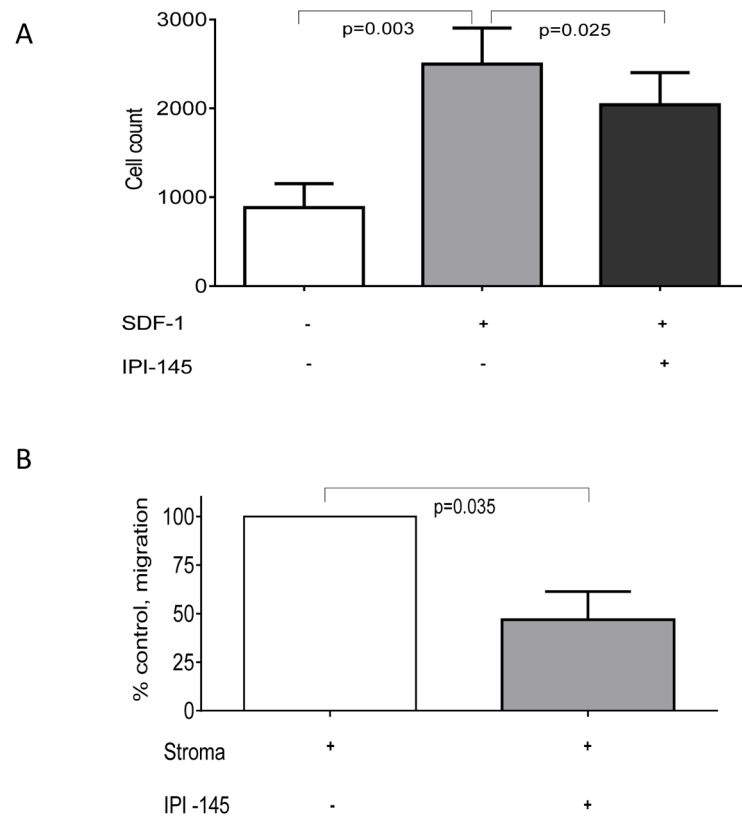 A
3000
p=0.003
p=0.025
2000
Cell count
1000
0
SDF-1 - + +
IPI-145 - - +
B
p=0.035
100
75
% control, migration
50
25
0
Stroma + +
IPI -145 - +